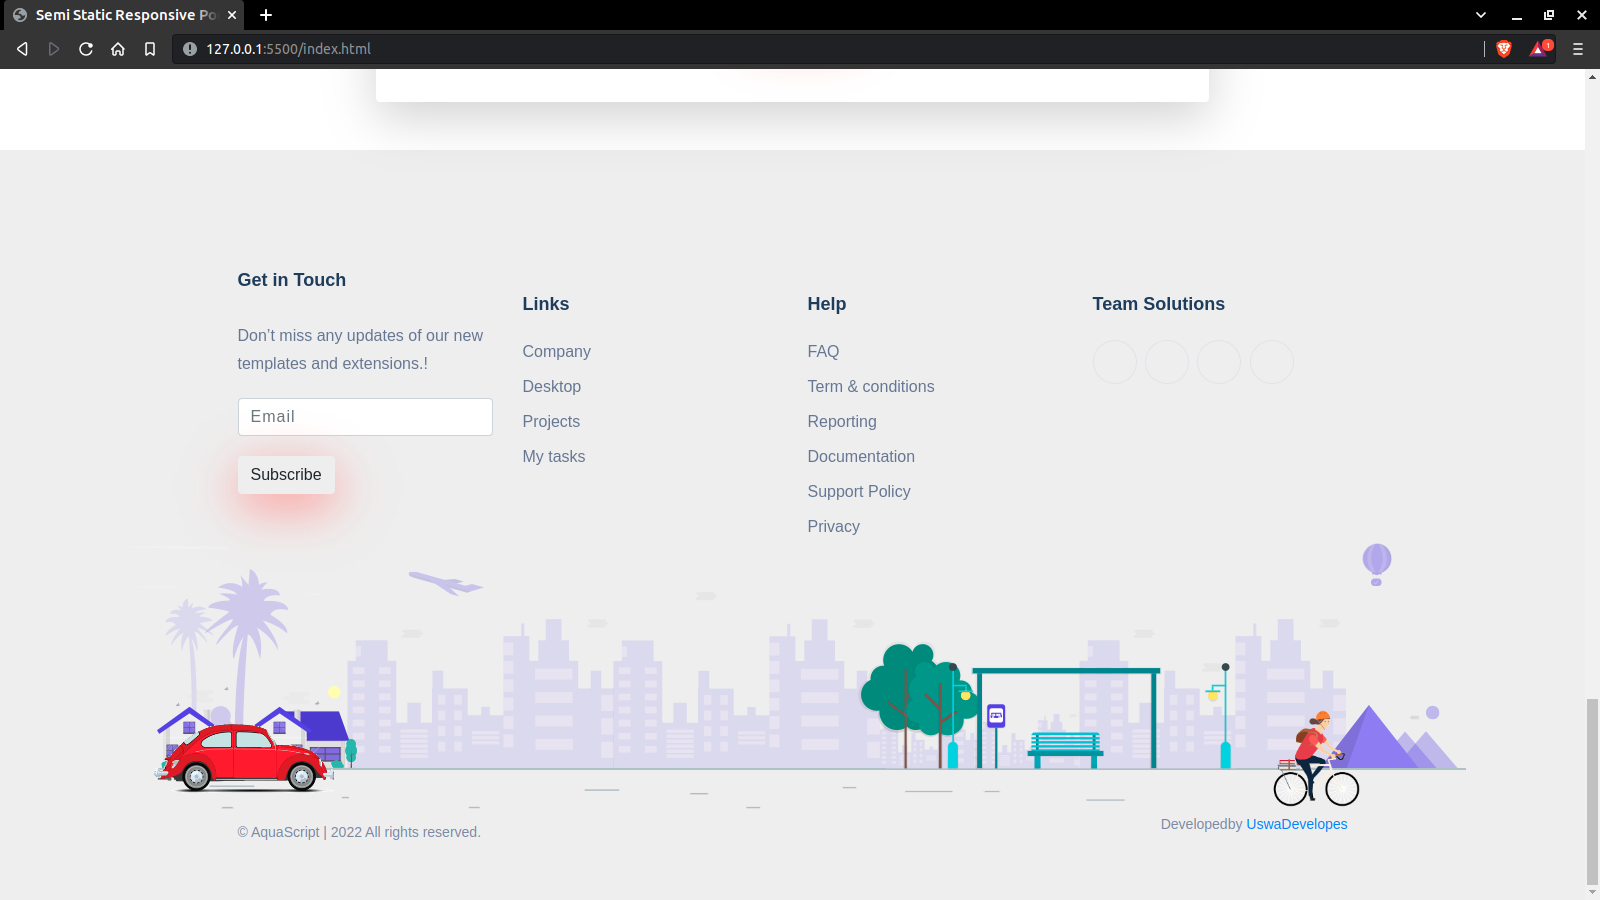 Semi Static Responsive Po
127.0.0.1:5500/index.html
1
Get in Touch
Don't miss any updates of our new
templates and extensions.!
Email
Subscribe
Links
Company
Desktop
Projects
My tasks
Help
FAQ
Term & conditions
Reporting
Documentation
Support Policy
Privacy
Team Solutions
© AquaScript | 2022 All rights reserved.
Developedby UswaDevelopes